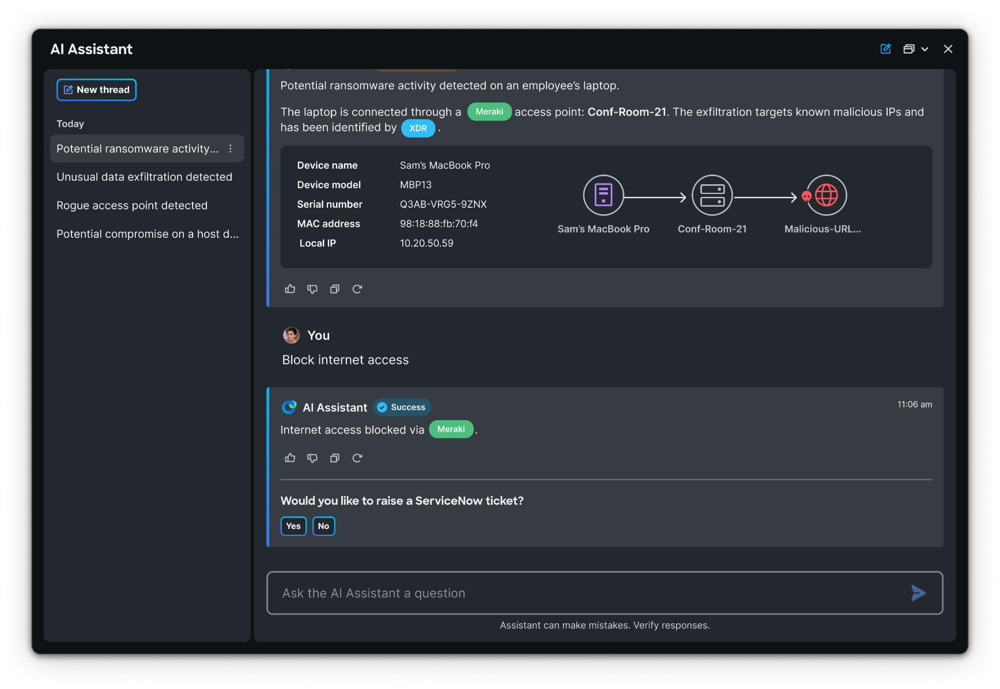 AI Assistant
New thread
Today
Potential ransomware activity...
Unusual data exfiltration detected
Rogue access point detected
Potential compromise on a host d...
Potential ransomware activity detected on an employee’s laptop.
The laptop is connected through a Meraki access point: Conf-Room-21. The exfiltration targets known malicious IPs and
has been identified by XDR .
Device name Sam’s MacBook Pro
Device model MBP13
Serial number Q3AB-VRG5-9ZNX
MAC address 98:18:88:fb:70:f4
Local IP 10.20.50.59
Sam’s MacBook Pro Conf-Room-21 Malicious-URL...
You
Block internet access
AI Assistant Success 11:06 am
Internet access blocked via Meraki .
Would you like to raise a ServiceNow ticket?
Yes No
Ask the AI Assistant a question
Assistant can make mistakes. Verify responses.